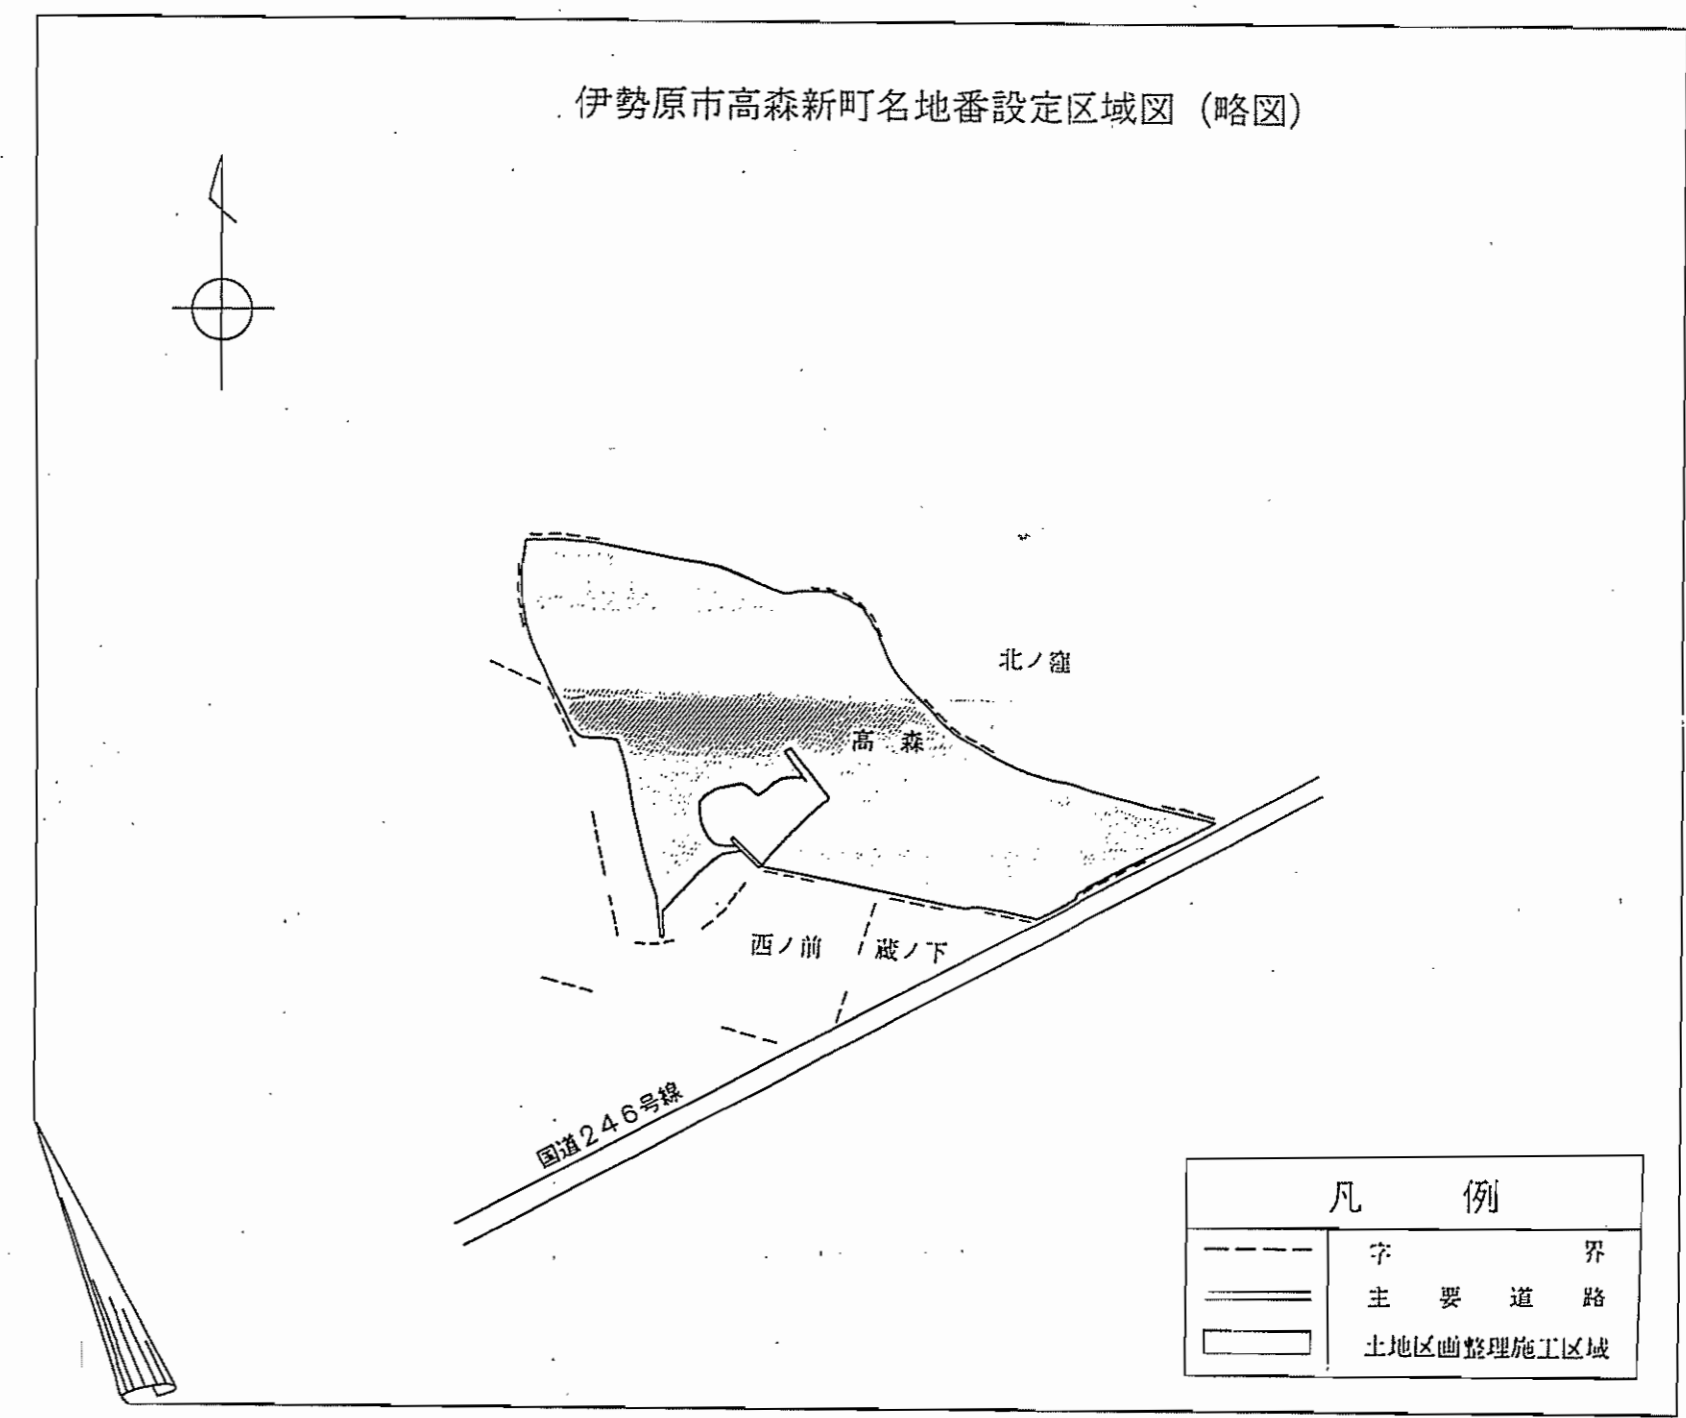 伊勢原市高森新町名地番設定区域図（略図）
北ノ窪
高森
西ノ前
蔵ノ下
国道２４６号線
凡例
字界
主要道路
土地区画整理施工区域